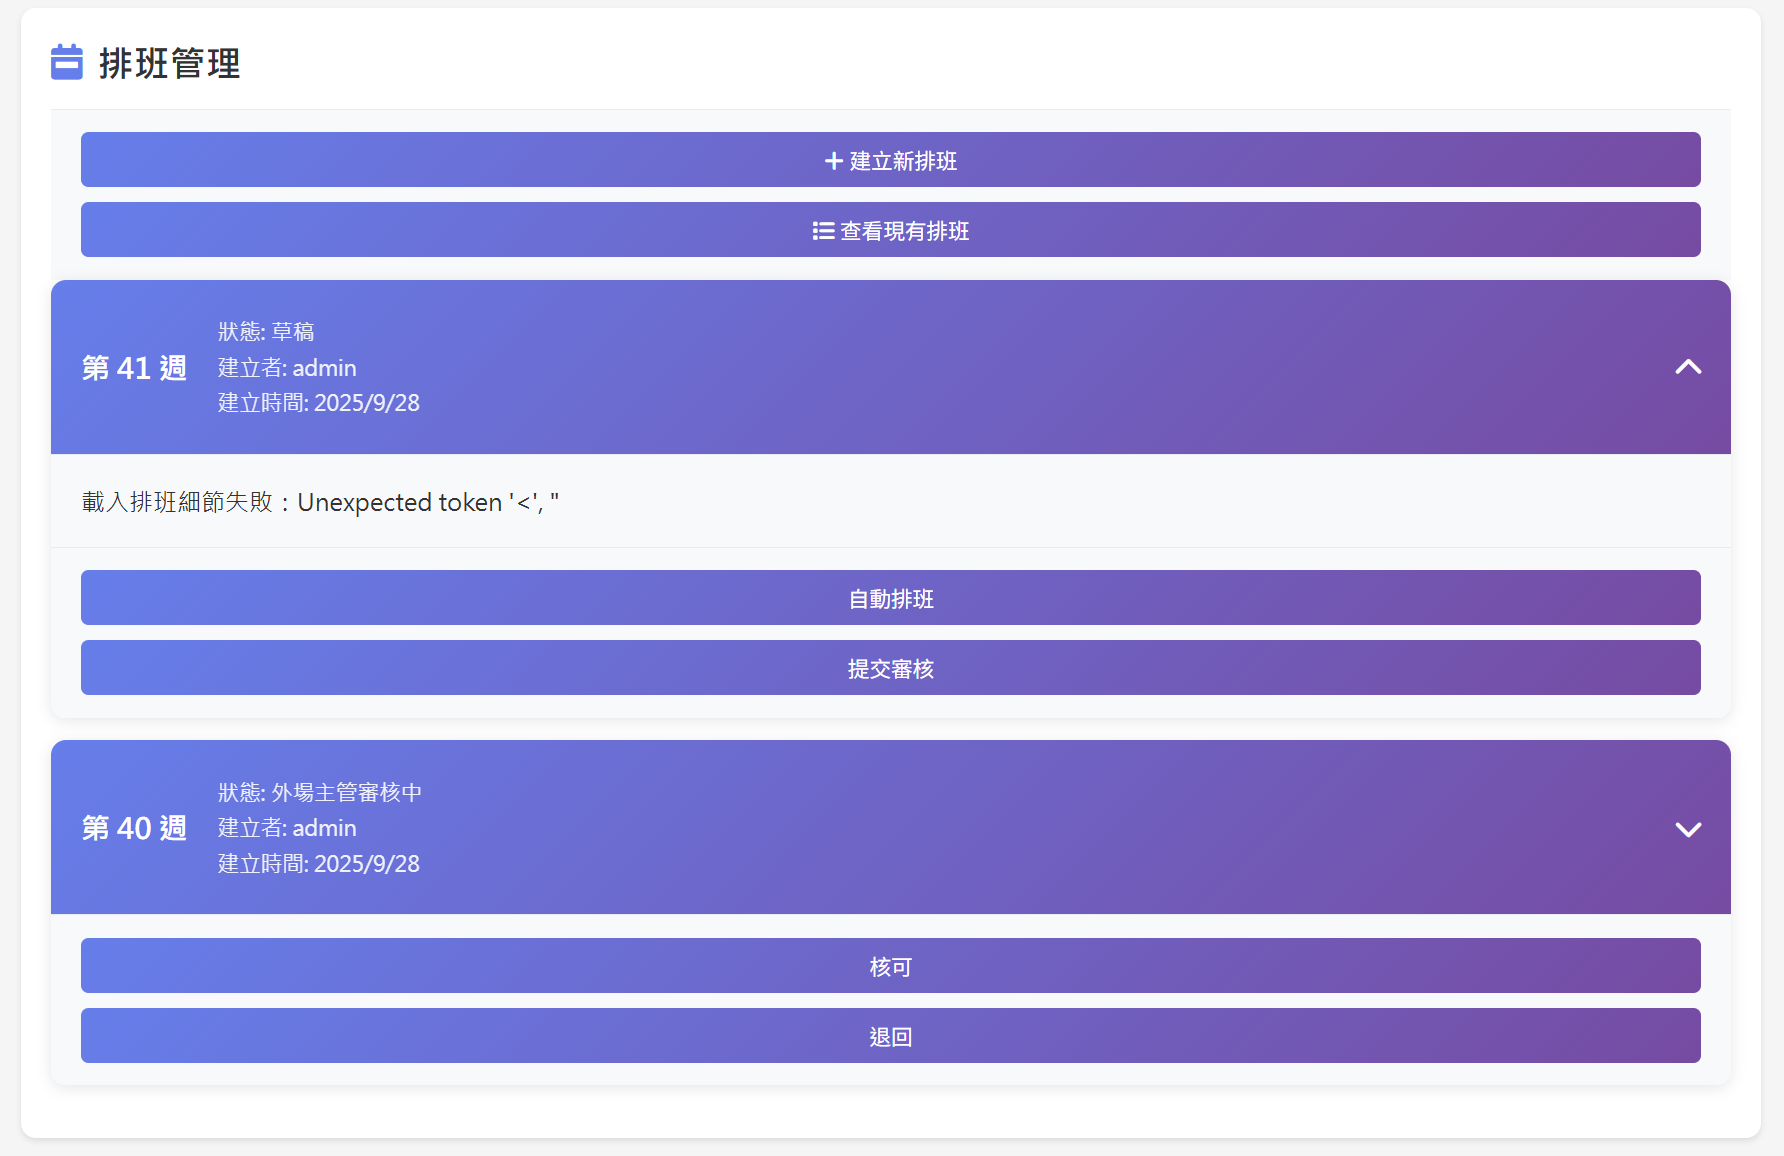 排班管理
建立新排班
查看現有排班
第 41 週
狀態: 草稿
建立者: admin
建立時間: 2025/9/28
載入排班細節失敗：Unexpected token '<', "
自動排班
提交審核
第 40 週
狀態: 外場主管審核中
建立者: admin
建立時間: 2025/9/28
核可
退回